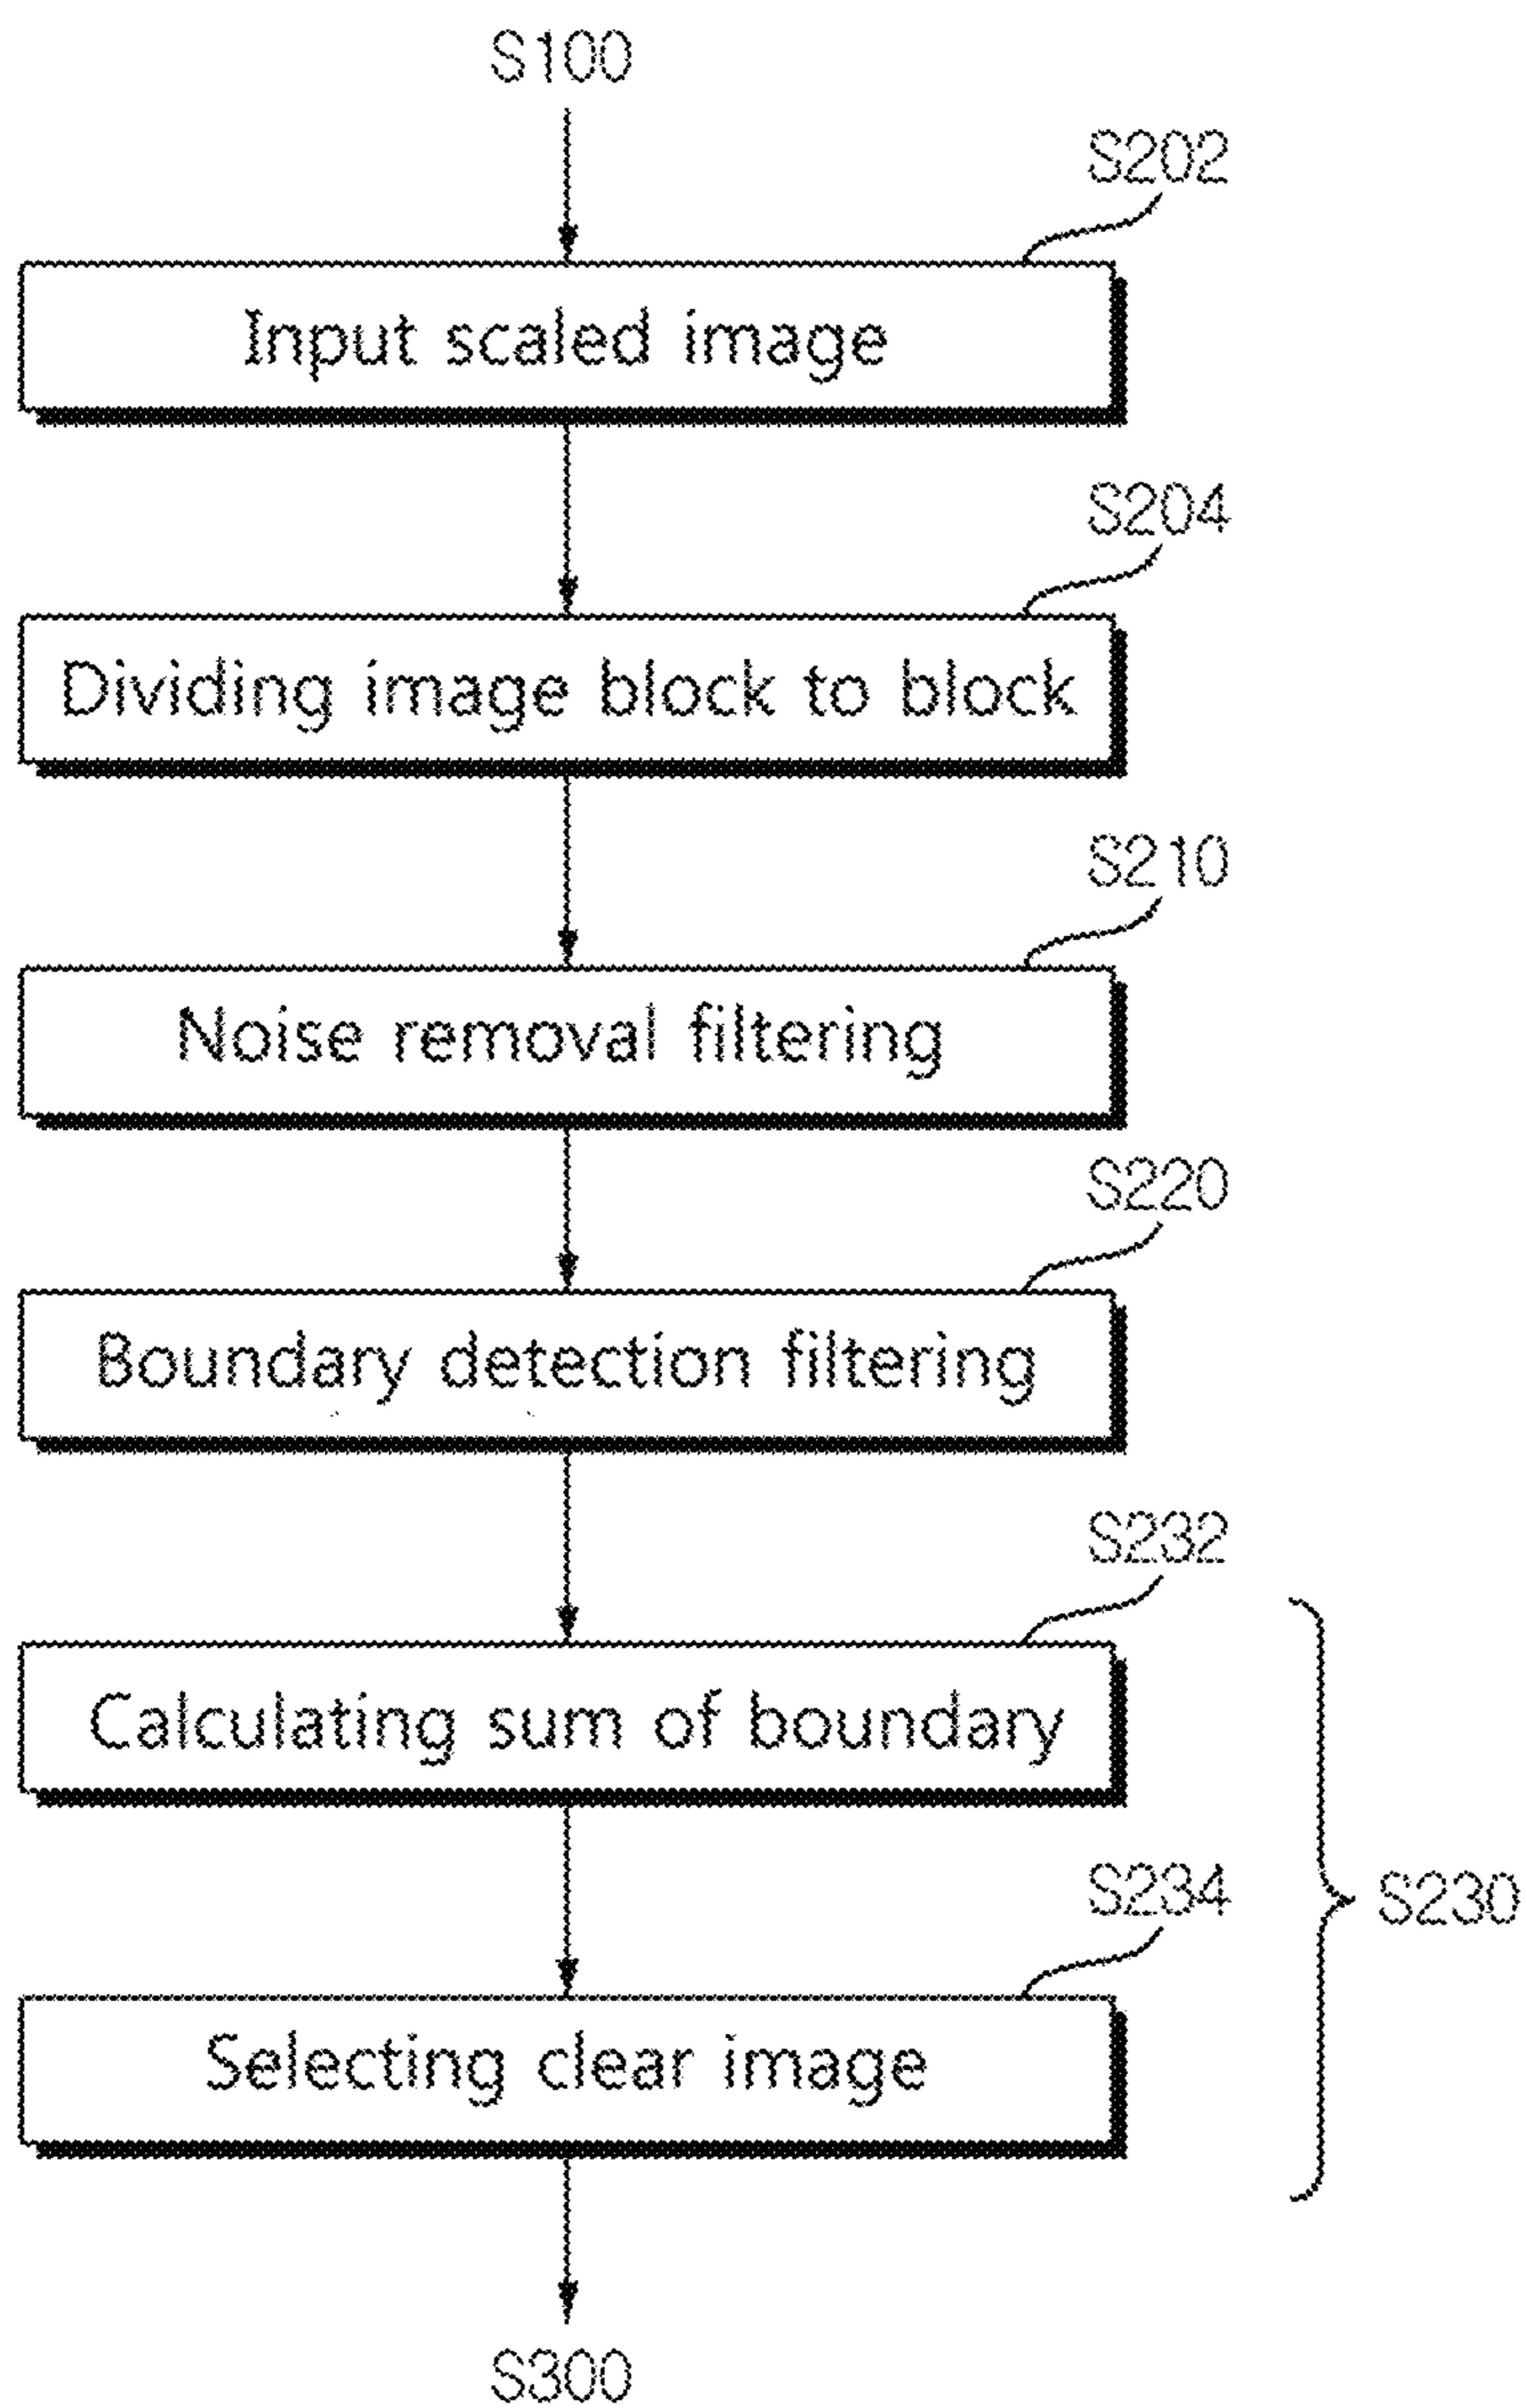 S100
S202
Input scaled image
S204
Dividing image block to block
S210
Noise removal filtering
S220
Boundary detection filtering
S232
Calculating sum of boundary
S234
S230
Selecting clear image
S300